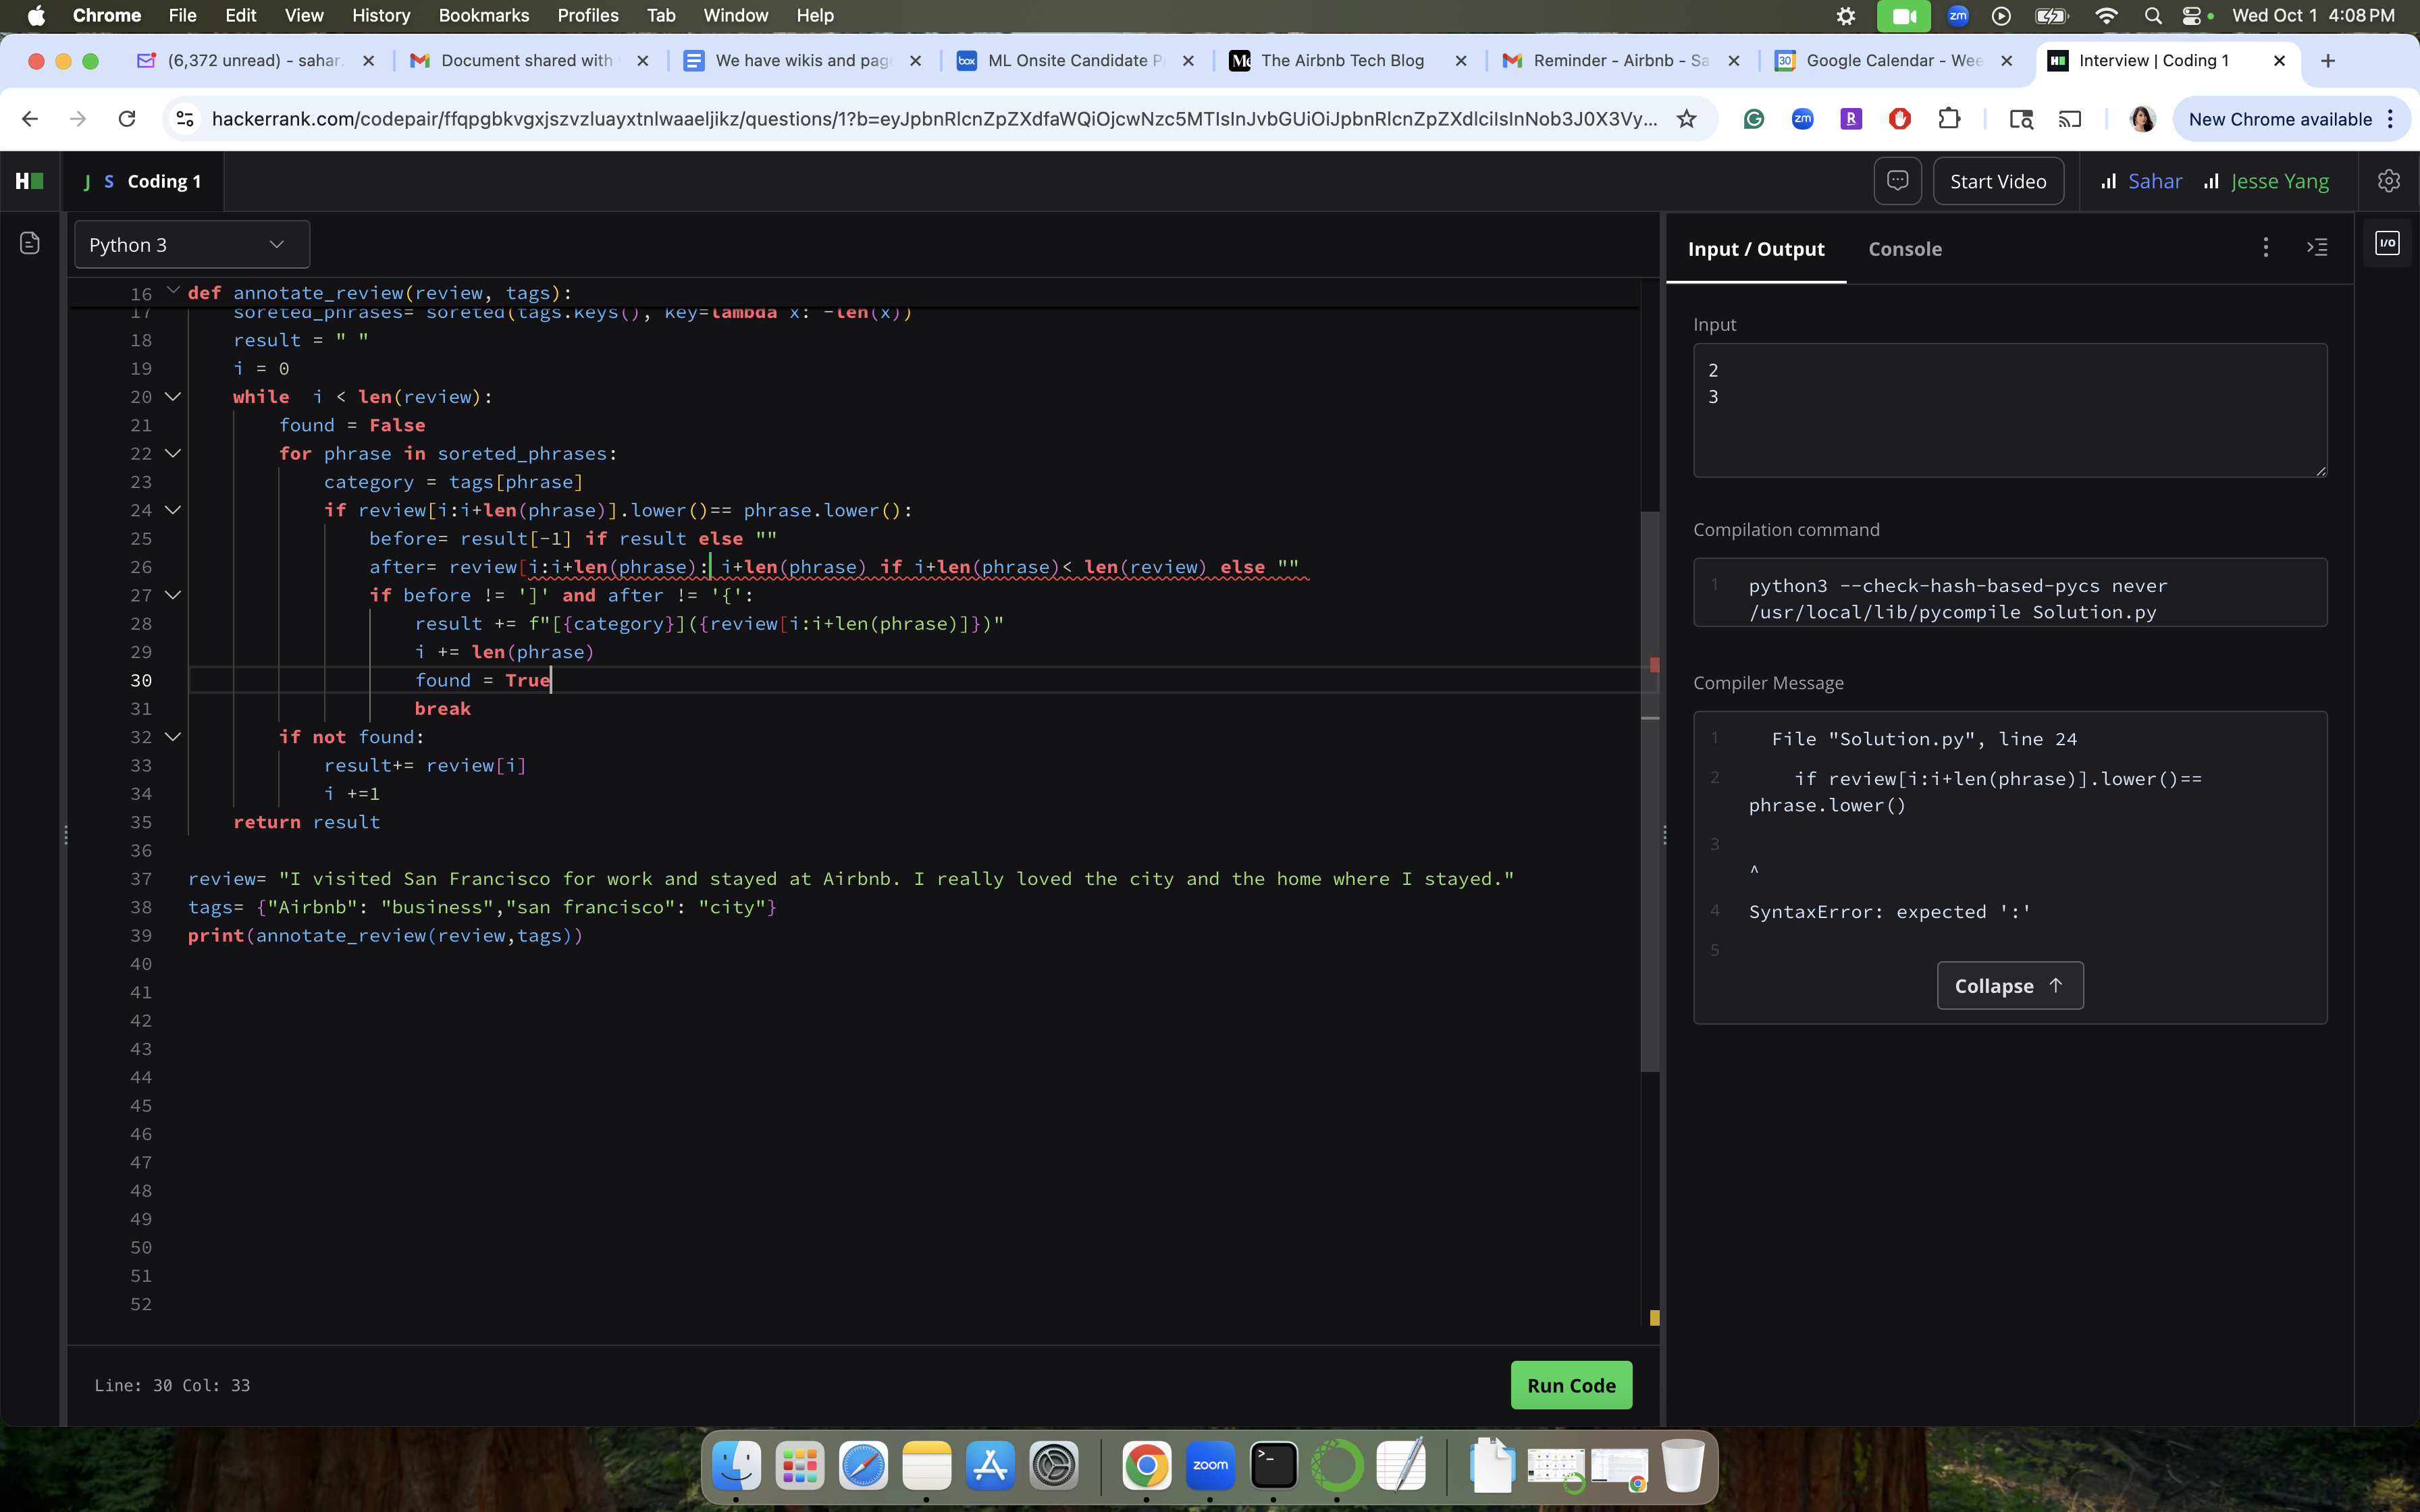 Chrome File Edit View History Bookmarks Profiles Tab Window Help zm Wed Oct 1 4:08 PM
(6,372 unread) - sahar Document shared with We have wikis and pag box ML Onsite Candidate P The Airbnb Tech Blog Reminder - Airbnb - Sa 30 Google Calendar - Wee Interview | Coding 1
hackerrank.com/codepair/ffqpgbkvgxjszvzluayxtnlwaaeljikz/questions/1?b=eyJpbnRlcnZpZXdfaWQiOjcwNzc5MTIsInJvbGUiOiJpbnRlcnZpZXdlciIsInNob3J0X3Vy... zm R New Chrome available
H J S Coding 1 Start Video Sahar Jesse Yang
Python 3
16 def annotate_review(review, tags):
17 soreted_phrases= soreted(tags.keys(), key=lambda x: -len(x))
18 result = " "
19 i = 0
20 while  i < len(review):
21 found = False
22 for phrase in soreted_phrases:
23 category = tags[phrase]
24 if review[i:i+len(phrase)].lower()== phrase.lower():
25 before= result[-1] if result else ""
26 after= review[i:i+len(phrase): i+len(phrase) if i+len(phrase)< len(review) else ""
27 if before != ']' and after != '{':
28 result += f"[{category}]({review[i:i+len(phrase)]})"
29 i += len(phrase)
30 found = True
31 break
32 if not found:
33 result+= review[i]
34 i +=1
35 return result
36
37 review= "I visited San Francisco for work and stayed at Airbnb. I really loved the city and the home where I stayed."
38 tags= {"Airbnb": "business","san francisco": "city"}
39 print(annotate_review(review,tags))
40
41
42
43
44
45
46
47
48
49
50
51
52
Line: 30 Col: 33
Run Code
Input / Output Console I/O
Input
2
3
Compilation command
1 python3 --check-hash-based-pycs never
/usr/local/lib/pycompile Solution.py
Compiler Message
1 File "Solution.py", line 24
2 if review[i:i+len(phrase)].lower()==
phrase.lower()
3
^
4 SyntaxError: expected ':'
5
Collapse ↑
zoom